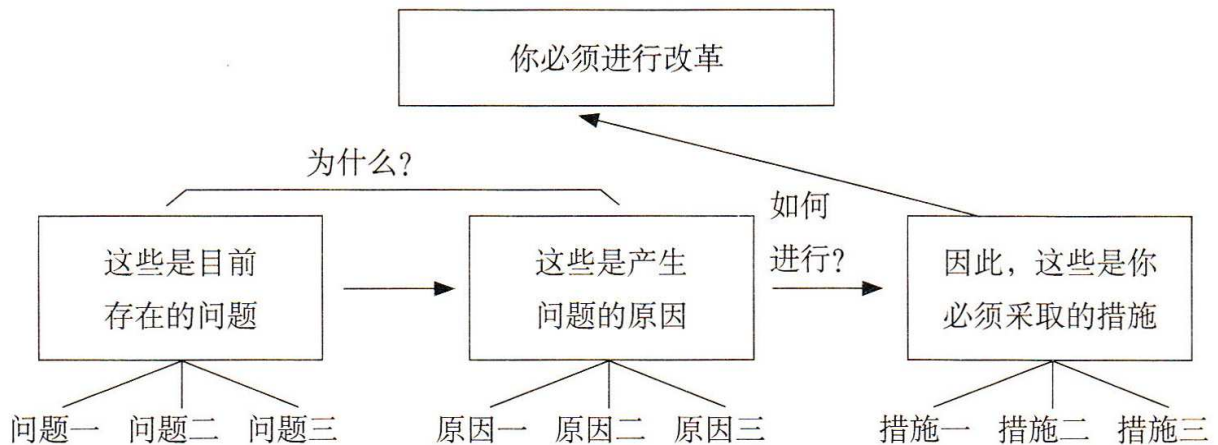 你必须进行改革
为什么?
如何
进行?
这些是目前
存在的问题
这些是产生
问题的原因
因此，这些是你
必须采取的措施
问题一 问题二 问题三
原因一 原因二 原因三
措施一 措施二 措施三